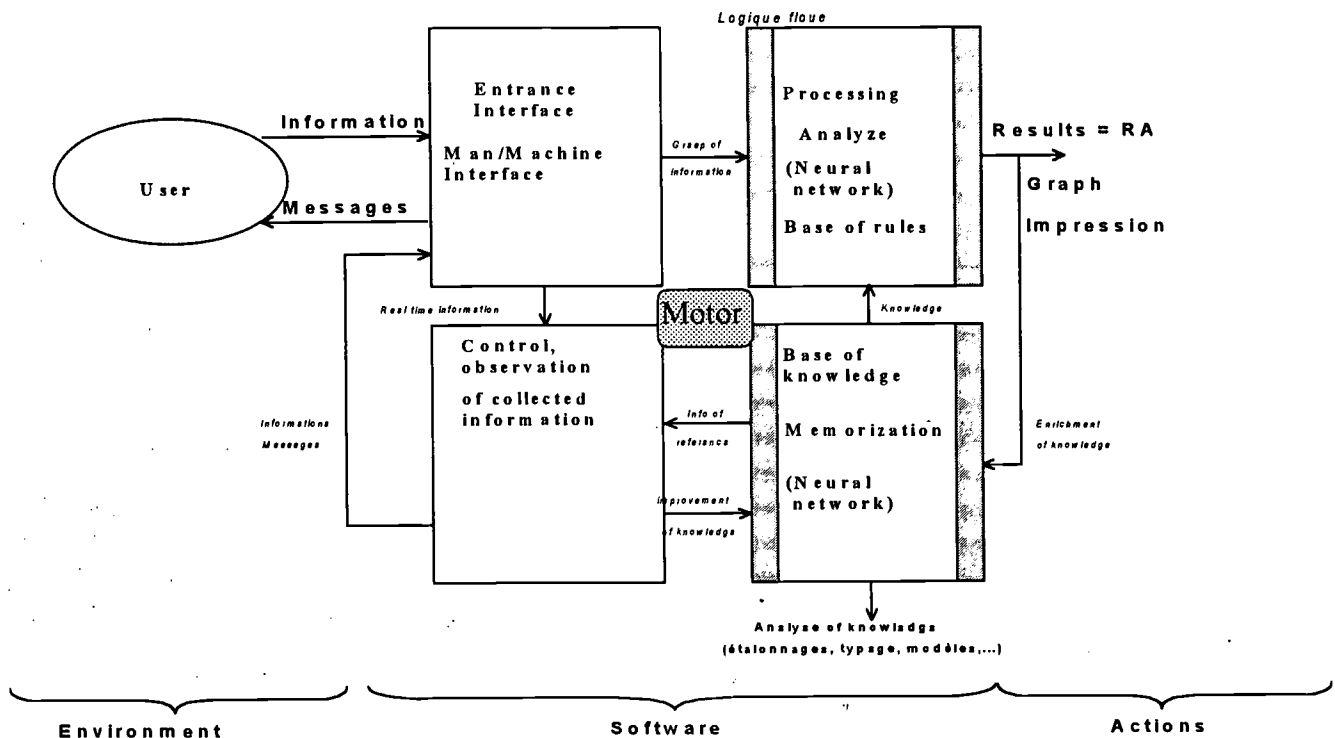 Logique floue
Entrance
Interface
Man/Machine
Interface
Information
Messages
User
Grasp of
information
Processing
Analyze
(Neural
network)
Base of rules
Results = RA
Graph
Impression
Real time information
Motor
Knowledge
Control,
observation
of collected
information
Base of
knowledge
Memorization
(Neural
network)
Informations
Messages
Info of
reference
improvement
of knowledge
Enrichment
of knowledge
Analyse of knowladge
(étalonnages, typage, modèles,...)
Environment
Software
Actions